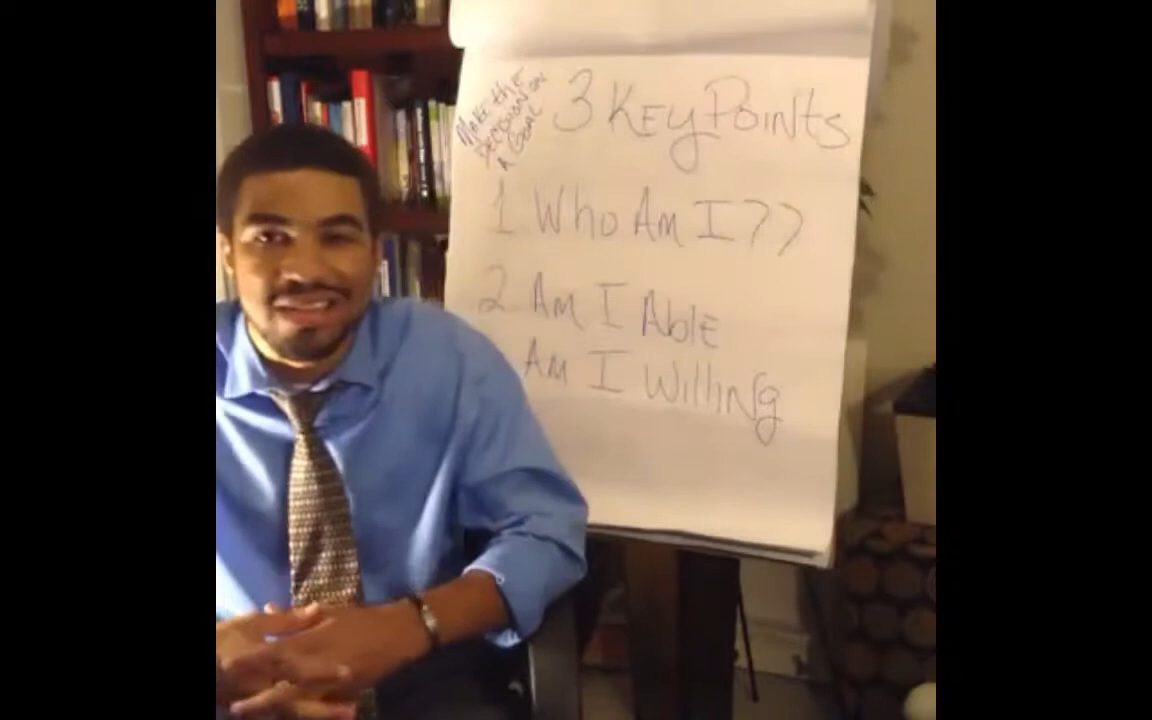 Make the
Decision on
A Goal
3 Key Points
1 Who Am I??
2 Am I Able
Am I Willing